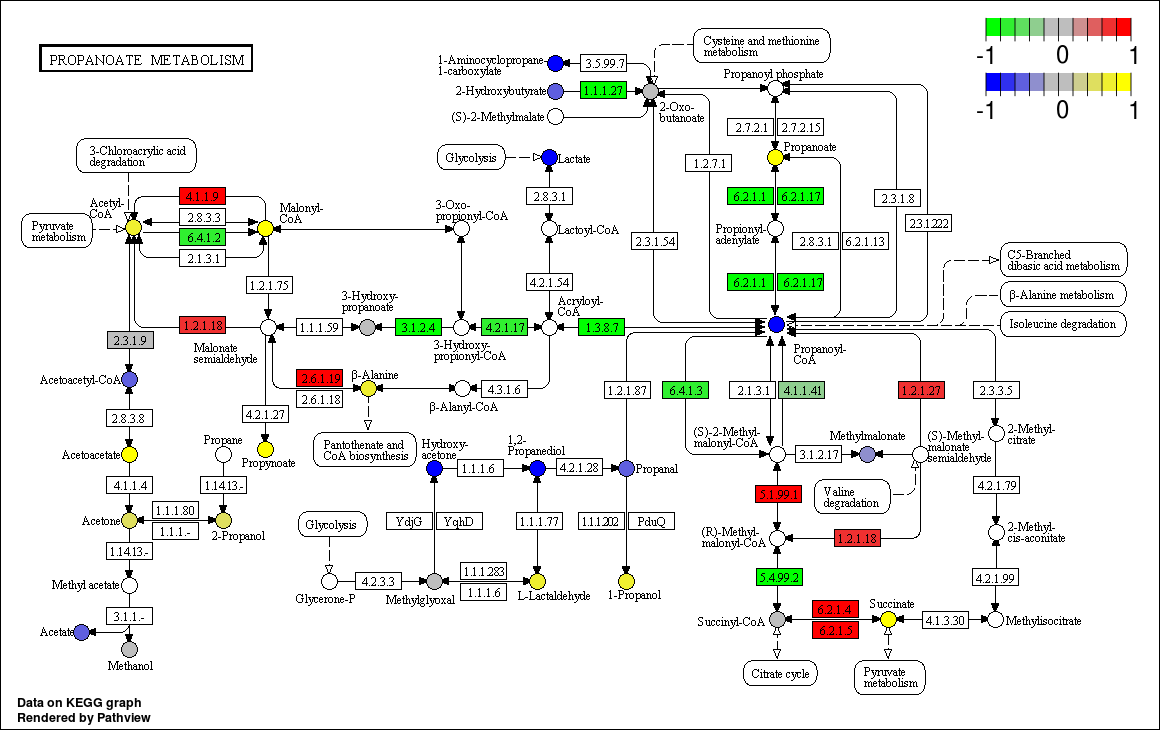 PROPANOATE METABOLISM
-1 0 1
-1 0 1
Cysteine and methionine
metabolism
1-Aminocyclopropane
1-carboxylate
3.5.99.7
2-Hydroxybutyrate
1.1.1.27
(S)-2-Methylmalate
2-Oxo-
butanoate
Propanoyl phosphate
2.7.2.1
2.7.2.15
Propanoate
1.2.7.1
6.2.1.1
6.2.1.17
2.3.1.8
2.3.1.222
Propionyl-
adenylate
2.8.3.1
6.2.1.13
2.3.1.54
6.2.1.1
6.2.1.17
C5-Branched
dibasic acid metabolism
β-Alanine metabolism
Isoleucine degradation
3-Chloroacrylic acid
degradation
Pyruvate
metabolism
Acetyl-
CoA
4.1.1.9
2.8.3.3
6.4.1.2
2.1.3.1
Malonyl-
CoA
Glycolysis
Lactate
2.8.3.1
Lactoyl-CoA
3-Oxo-
propionyl-CoA
4.2.1.54
Acryloyl-
CoA
1.2.1.75
3-Hydroxy-
propanoate
1.2.1.18
1.1.1.59
3.1.2.4
4.2.1.17
1.3.8.7
3-Hydroxy-
propionyl-CoA
Malonate
semialdehyde
2.3.1.9
Propanoyl-
CoA
Acetoacetyl-CoA
2.6.1.19
2.6.1.18
β-Alanine
β-Alanyl-CoA
4.3.1.6
1.2.1.87
6.4.1.3
2.1.3.1
4.1.1.41
1.2.1.27
2.3.3.5
2.8.3.8
4.2.1.27
Pantothenate and
CoA biosynthesis
Acetoacetate
Propane
Propynoate
Hydroxy-
acetone
1.1.1.6
1,2-
Propanediol
4.2.1.28
Propanal
(S)-2-Methyl-
malonyl-CoA
3.1.2.17
Methylmalonate
(S)-Methyl-
malonate
semialdehyde
2-Methyl-
citrate
4.1.1.4
1.14.13.-
5.1.99.1
Valine
degradation
4.2.1.79
Acetone
1.1.1.80
1.1.1.-
2-Propanol
Glycolysis
YdjG
YqhD
1.1.1.77
1.1.1.202
PduQ
(R)-Methyl-
malonyl-CoA
1.2.1.18
2-Methyl-
cis-aconitate
1.14.13.-
5.4.99.2
4.2.1.99
Methyl acetate
Glycerone-P
4.2.3.3
Methylglyoxal
1.1.1.283
1.1.1.6
L-Lactaldehyde
1-Propanol
3.1.1.-
Acetate
Methanol
Succinyl-CoA
6.2.1.4
6.2.1.5
Succinate
4.1.3.30
Methylisocitrate
Citrate cycle
Pyruvate
metabolism
Data on KEGG graph
Rendered by Pathview